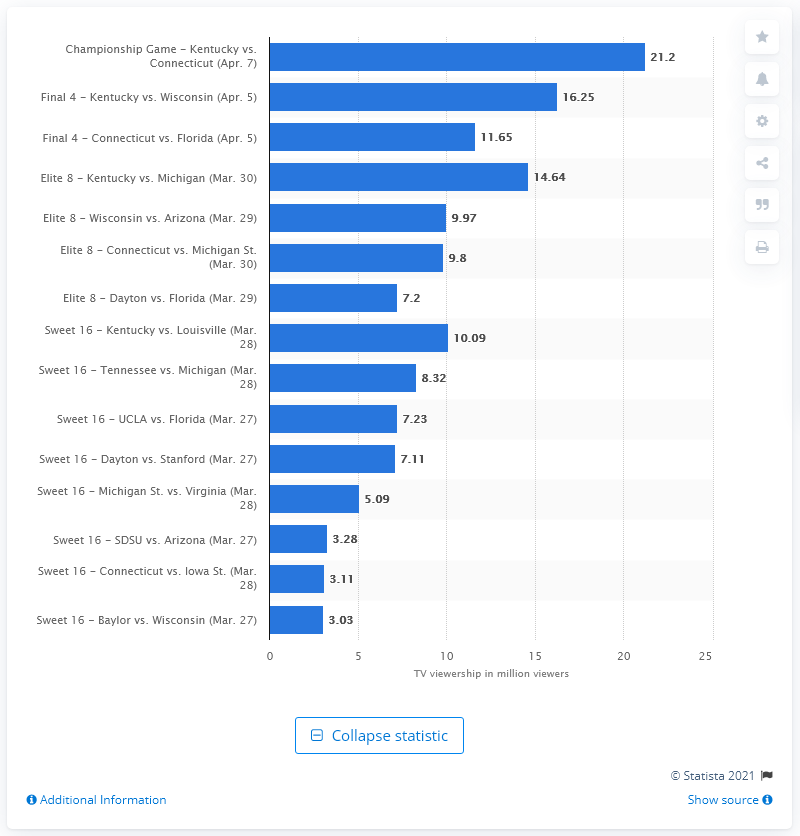 Championship Game – Kentucky vs.
Connecticut (Apr. 7)
21.2
Final 4 – Kentucky vs. Wisconsin (Apr. 5)
16.25
Final 4 – Connecticut vs. Florida (Apr. 5)
11.65
Elite 8 – Kentucky vs. Michigan (Mar. 30)
14.64
Elite 8 – Wisconsin vs. Arizona (Mar. 29)
9.97
Elite 8 – Connecticut vs. Michigan St.
(Mar. 30)
9.8
Elite 8 – Dayton vs. Florida (Mar. 29)
7.2
Sweet 16 – Kentucky vs. Louisville (Mar.
28)
10.09
Sweet 16 – Tennessee vs. Michigan (Mar.
28)
8.32
Sweet 16 – UCLA vs. Florida (Mar. 27)
7.23
Sweet 16 – Dayton vs. Stanford (Mar. 27)
7.11
Sweet 16 – Michigan St. vs. Virginia (Mar.
28)
5.09
Sweet 16 – SDSU vs. Arizona (Mar. 27)
3.28
Sweet 16 – Connecticut vs. Iowa St. (Mar.
28)
3.11
Sweet 16 – Baylor vs. Wisconsin (Mar. 27)
3.03
0 5 10 15 20 25
TV viewership in million viewers
Collapse statistic
© Statista 2021
Additional Information
Show source